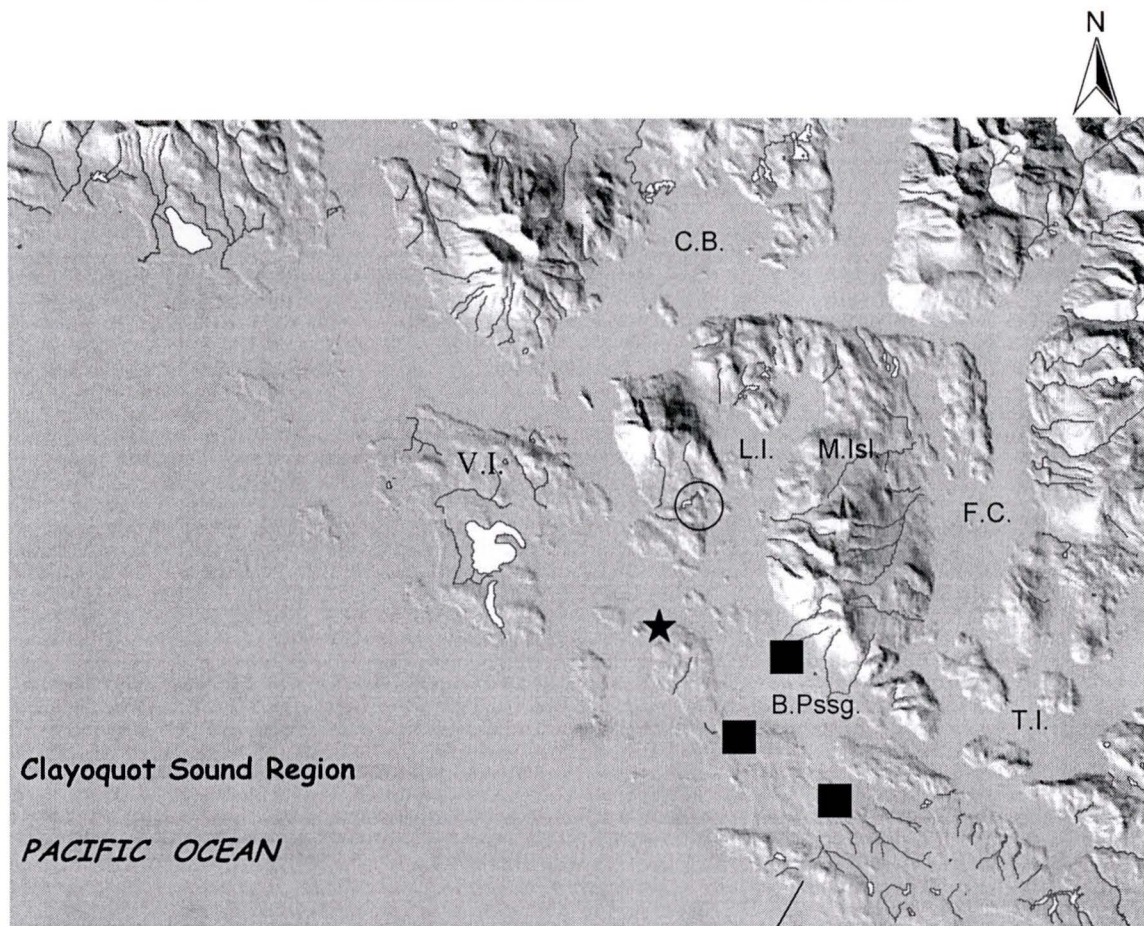 N
C.B.
L.I.
M.Isl.
V.I.
F.C.
B.Pssg.
T.I.
Clayoquot Sound Region
PACIFIC OCEAN